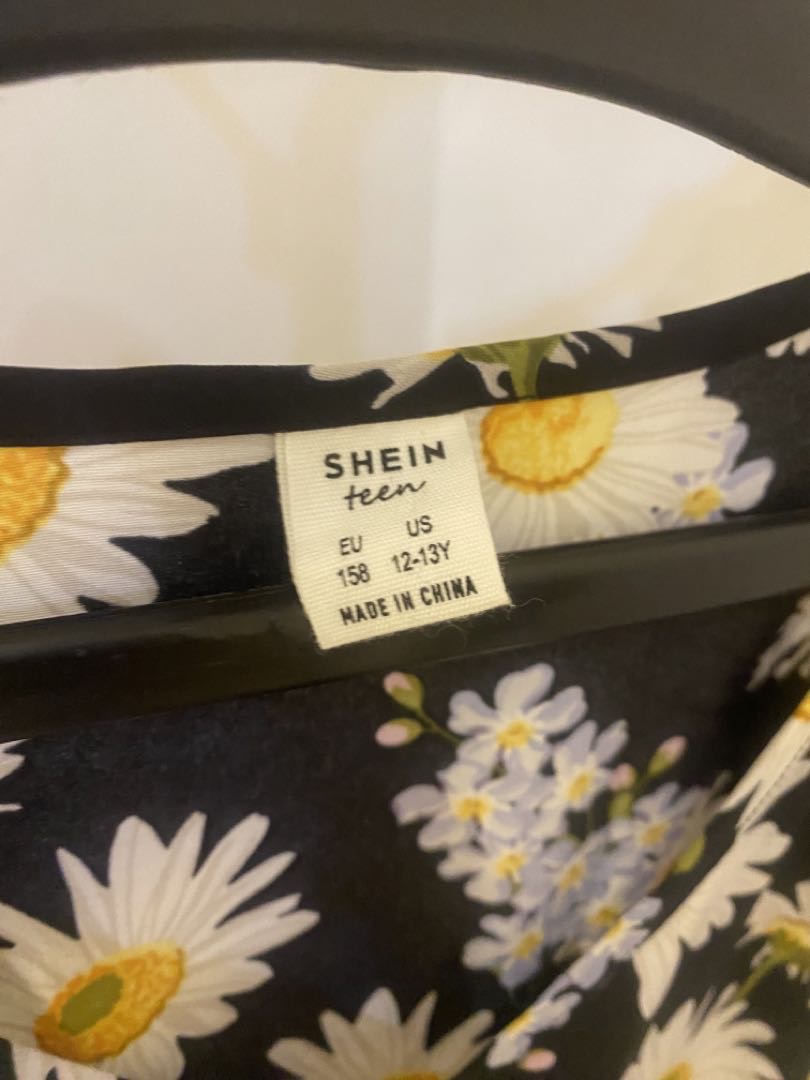 SHEIN
teen
EU US
158 12-13Y
MADE IN CHINA